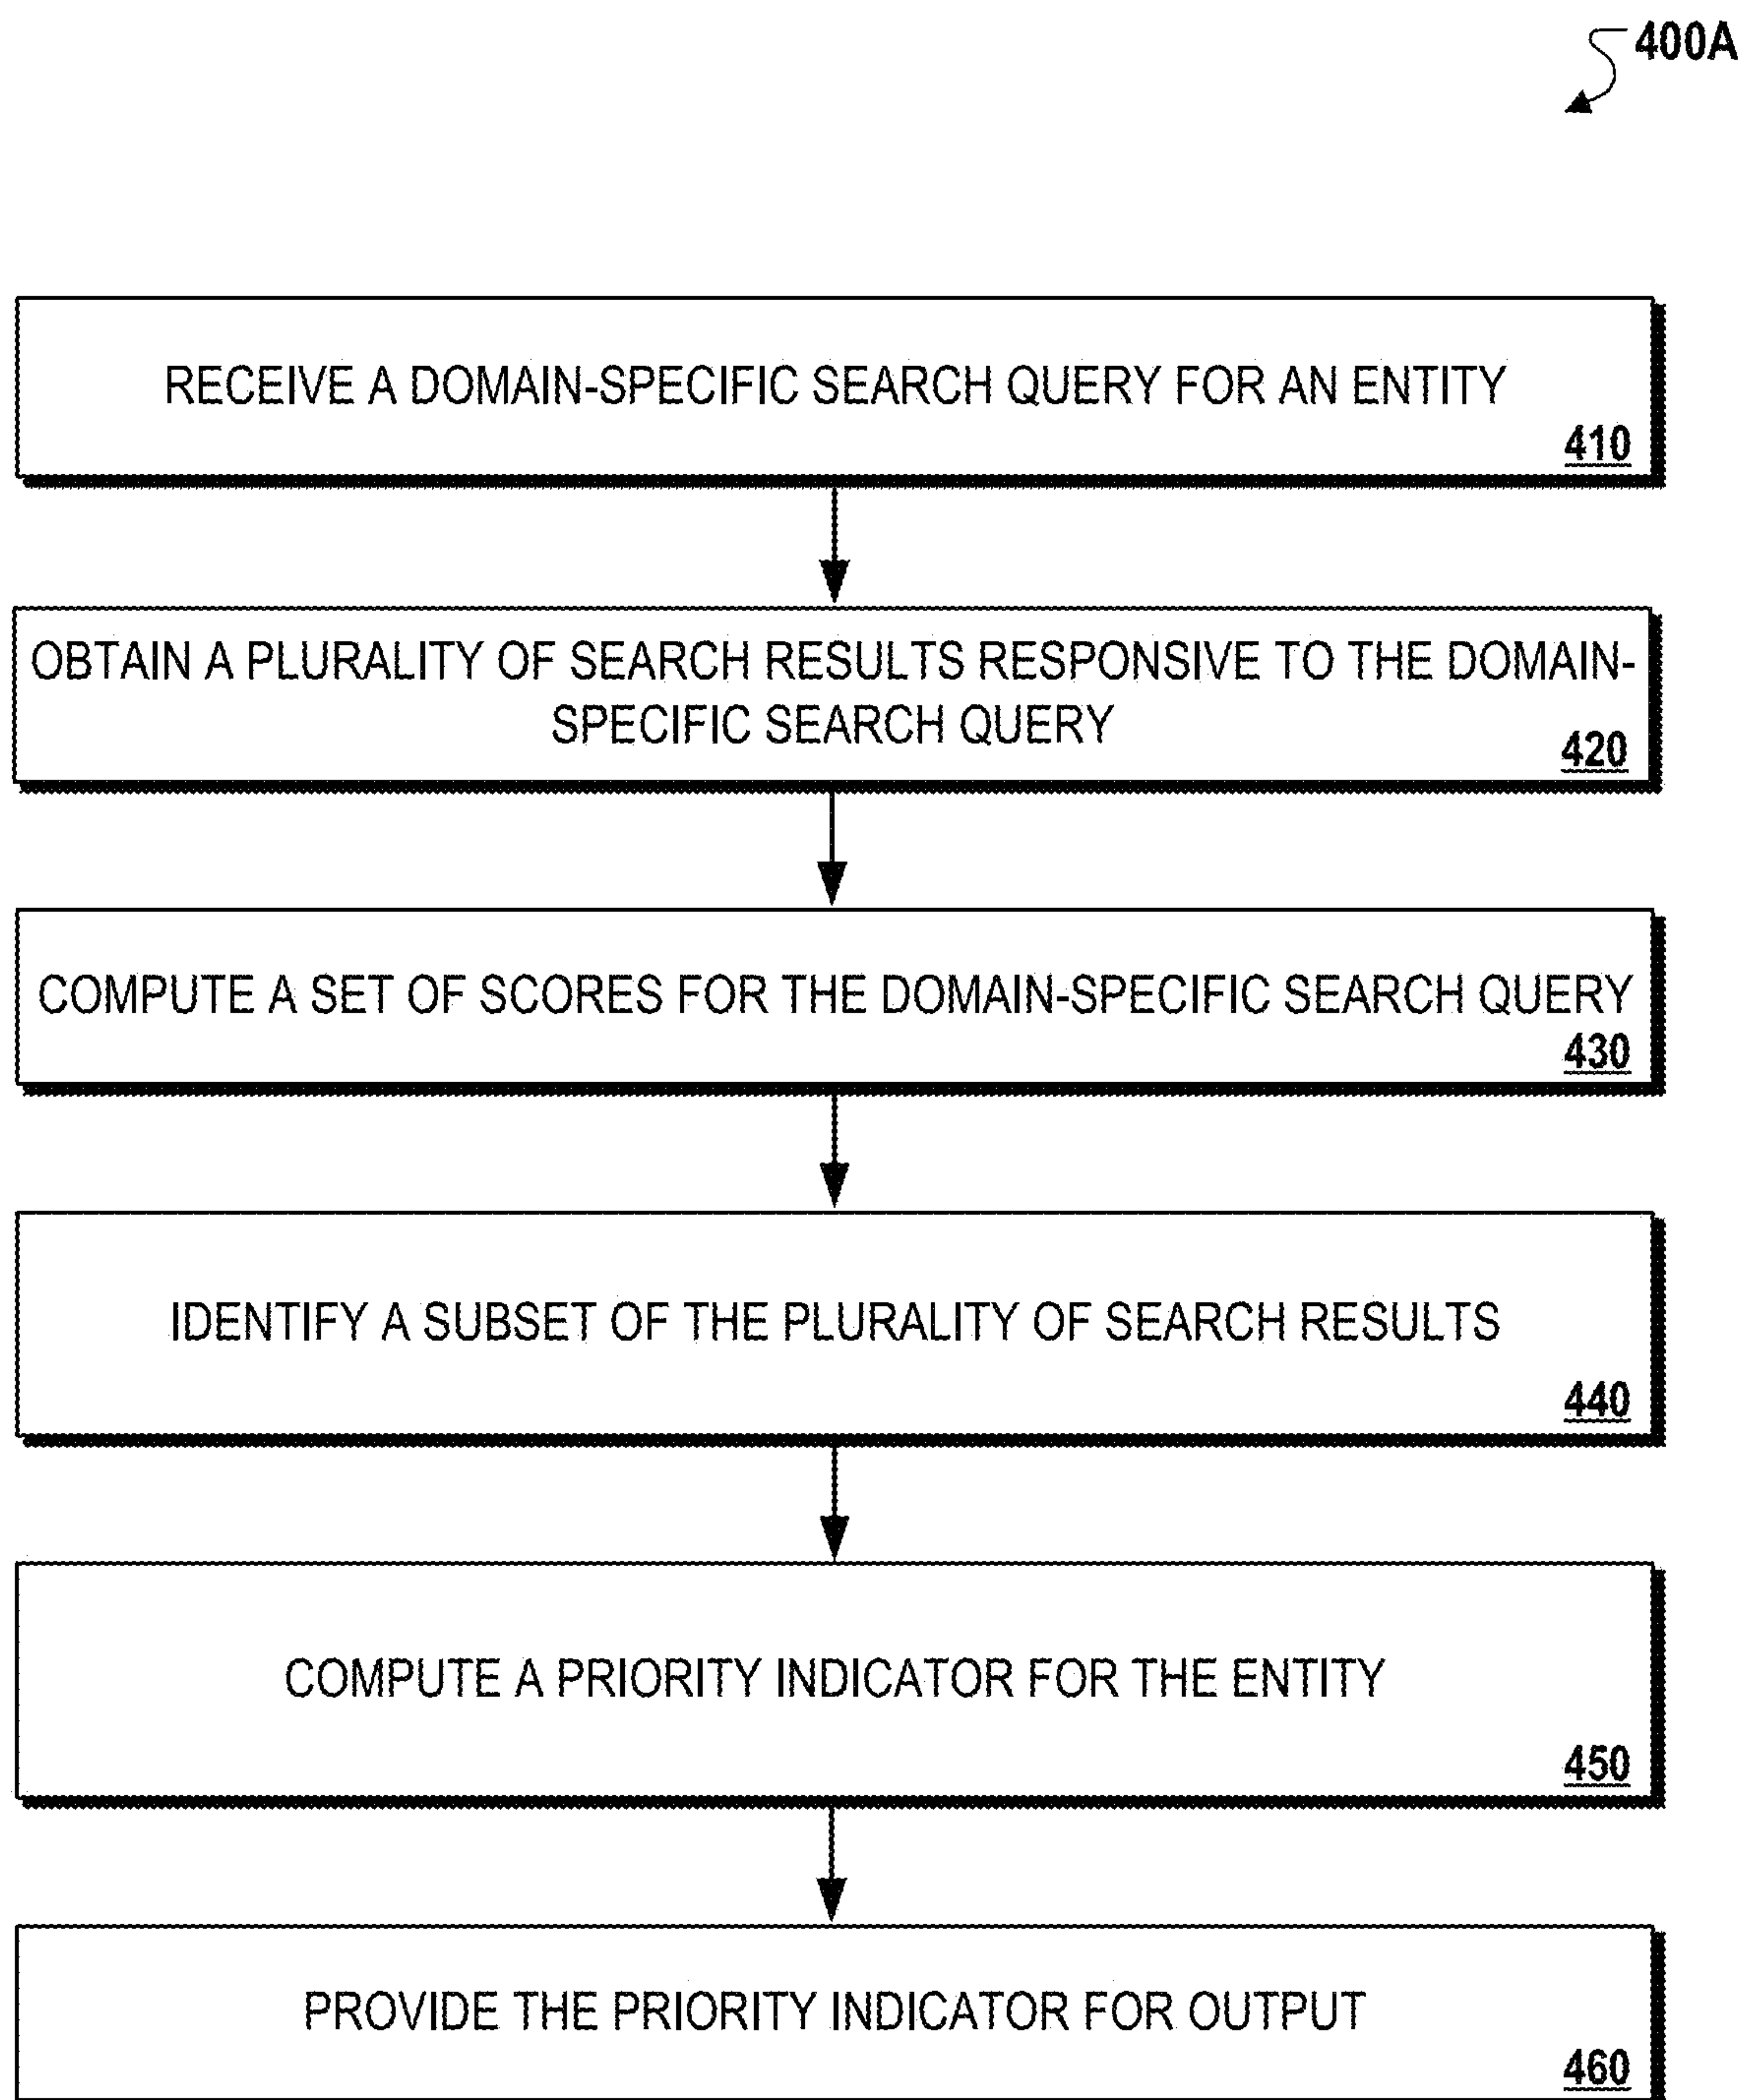 400A
RECEIVE A DOMAIN-SPECIFIC SEARCH QUERY FOR AN ENTITY
410
OBTAIN A PLURALITY OF SEARCH RESULTS RESPONSIVE TO THE DOMAIN-
SPECIFIC SEARCH QUERY
420
COMPUTE A SET OF SCORES FOR THE DOMAIN-SPECIFIC SEARCH QUERY
430
IDENTIFY A SUBSET OF THE PLURALITY OF SEARCH RESULTS
440
COMPUTE A PRIORITY INDICATOR FOR THE ENTITY
450
PROVIDE THE PRIORITY INDICATOR FOR OUTPUT
460